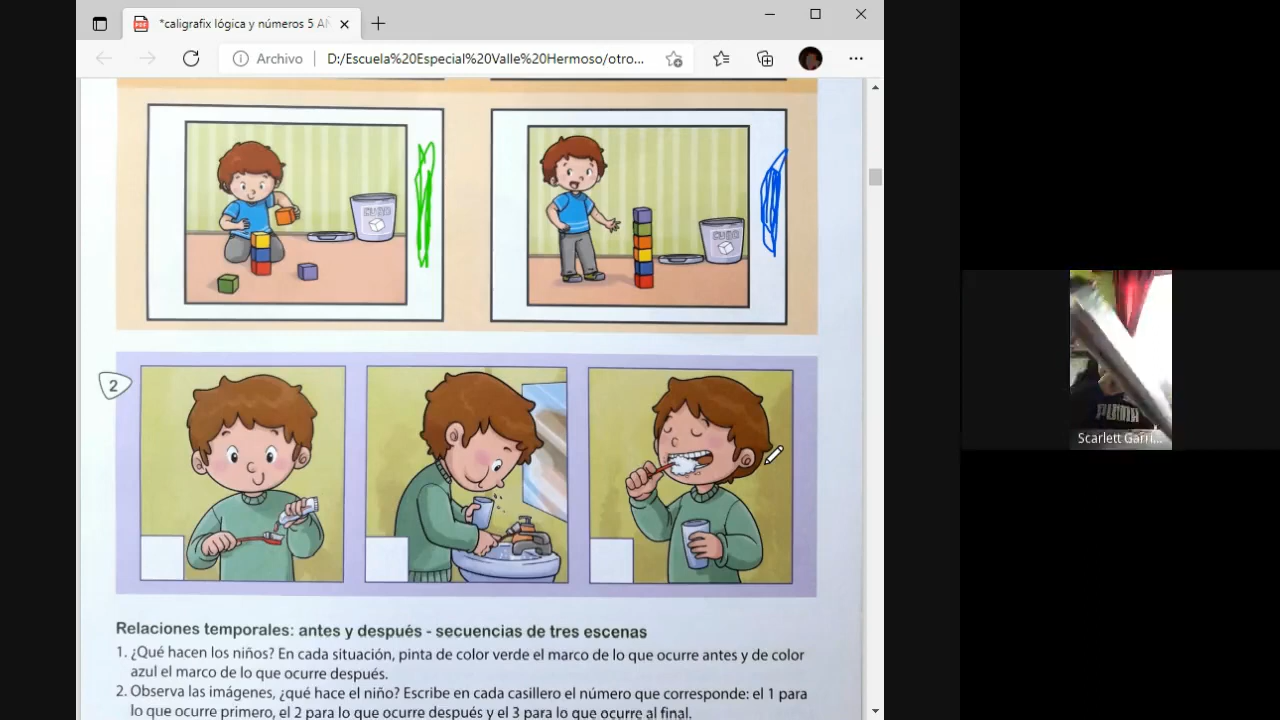 *caligrafix lógica y números 5 AÑ
Archivo
D:/Escuela%20Especial%20Valle%20Hermoso/otro...
CUBO
CUBO
2
PUMA
Scarlett Garri...
Relaciones temporales: antes y después - secuencias de tres escenas
1. ¿Qué hacen los niños? En cada situación, pinta de color verde el marco de lo que ocurre antes y de color
azul el marco de lo que ocurre después.
2. Observa las imágenes, ¿qué hace el niño? Escribe en cada casillero el número que corresponde: el 1 para
lo que ocurre primero, el 2 para lo que ocurre después y el 3 para lo que ocurre al final.